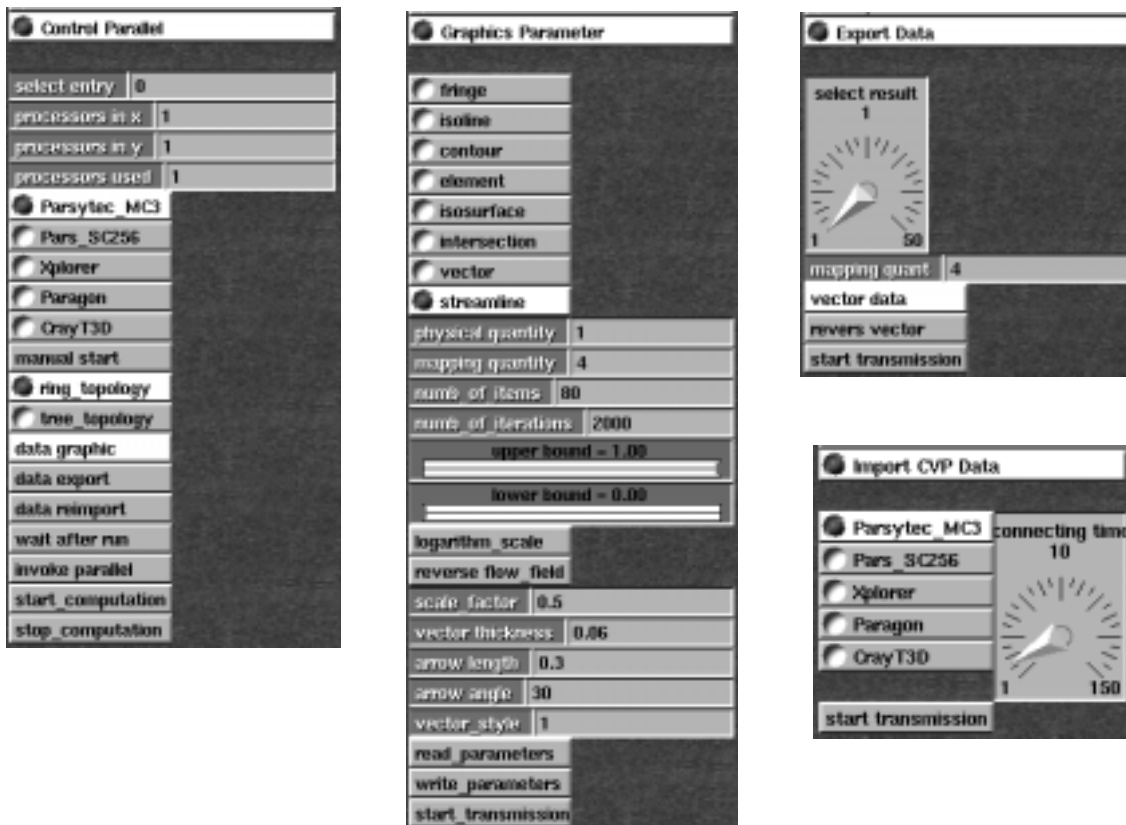 Control Parallel
select entry 0
processors in x 1
processors in y 1
processors used 1
Parsytec_MC3
Pars_SC256
Xplorer
Paragon
CrayT3D
manual start
ring_topology
tree_topology
data graphic
data export
data reimport
wait after run
invoke parallel
start_computation
stop_computation
Graphics Parameter
fringe
isoline
contour
element
isosurface
intersection
vector
streamline
physical quantity 1
mapping quantity 4
numb_of_items 80
numb_of_iterations 2000
upper bound = 1.00
lower bound = 0.00
logarithm_scale
reverse flow_field
scale_factor 0.5
vector thickness 0.06
arrow length 0.3
arrow angle 30
vector_style 1
read_parameters
write_parameters
start_transmission
Export Data
select result
1
1 50
mapping quant 4
vector data
revers vector
start transmission
Import CVP Data
Parsytec_MC3
Pars_SC256
Xplorer
Paragon
CrayT3D
connecting time
10
1 150
start transmission